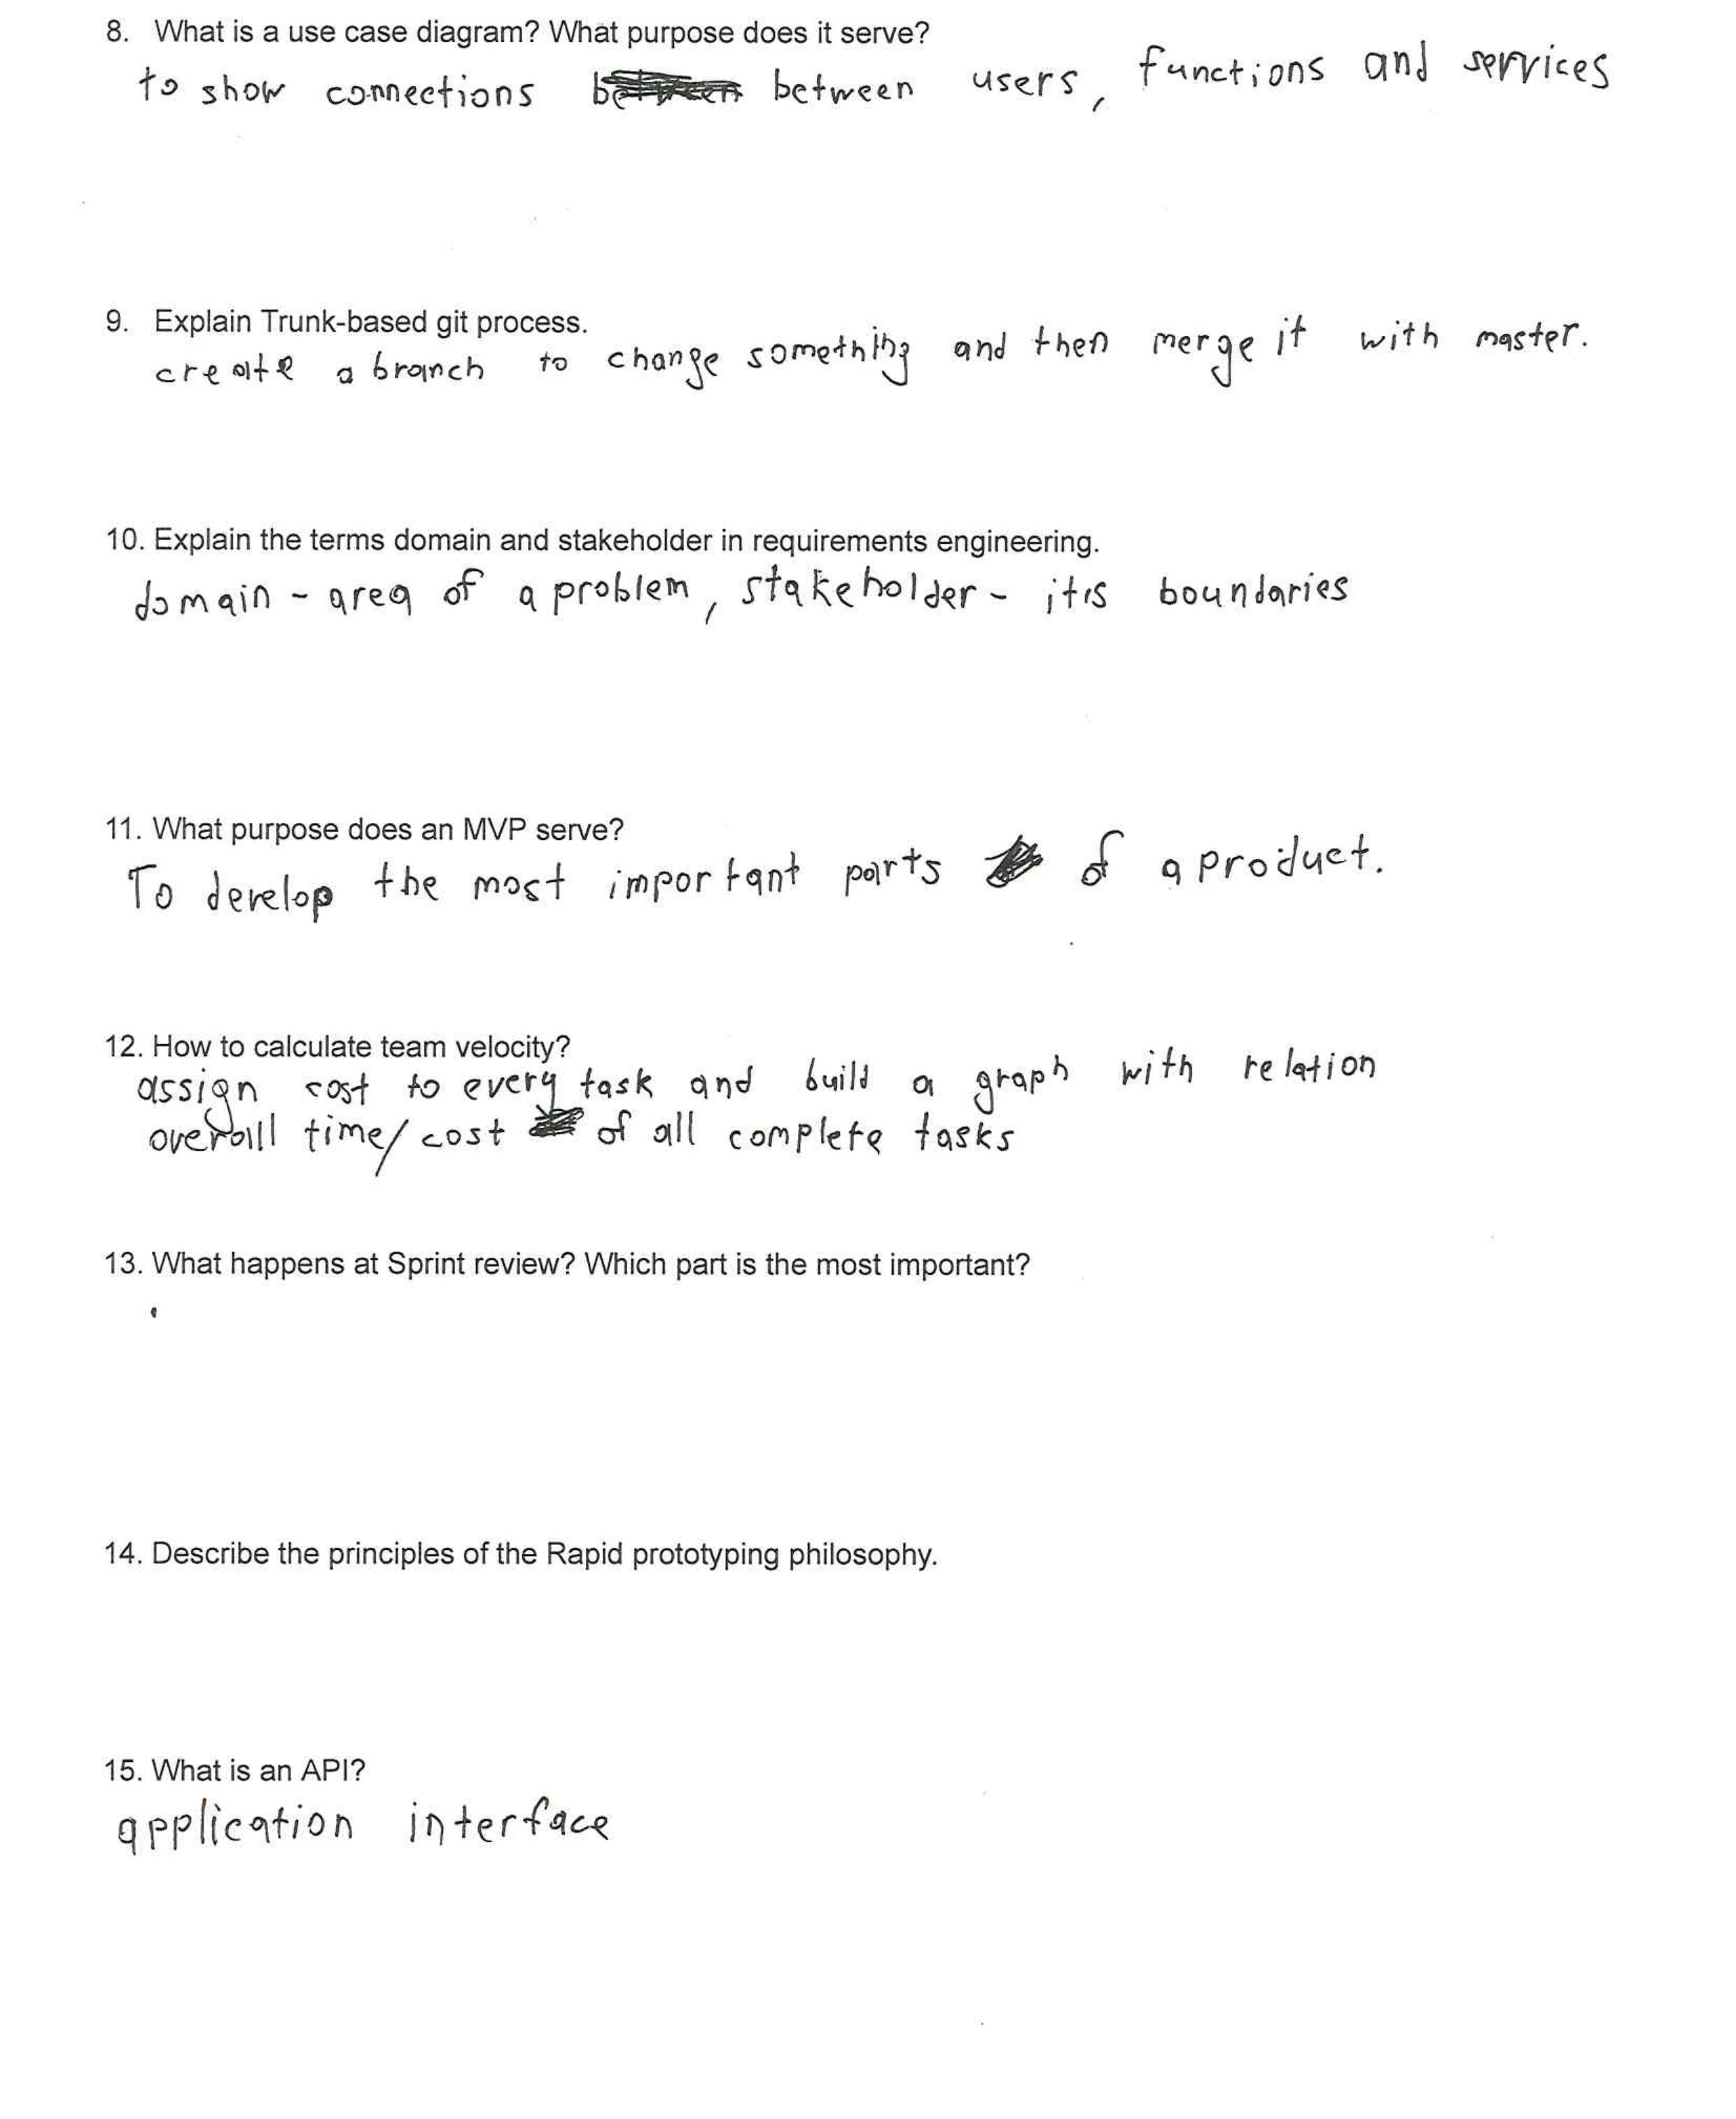 8. What is a use case diagram? What purpose does it serve?
to show connections between users, functions and services
9. Explain Trunk-based git process.
create a branch to change something and then merge it with master.
10. Explain the terms domain and stakeholder in requirements engineering.
domain - area of a problem, stakeholder - it's boundaries
11. What purpose does an MVP serve?
To develop the most important parts of a product.
12. How to calculate team velocity?
assign cost to every task and build a graph with relation
overall time/cost of all complete tasks
13. What happens at Sprint review? Which part is the most important?
14. Describe the principles of the Rapid prototyping philosophy.
15. What is an API?
application interface